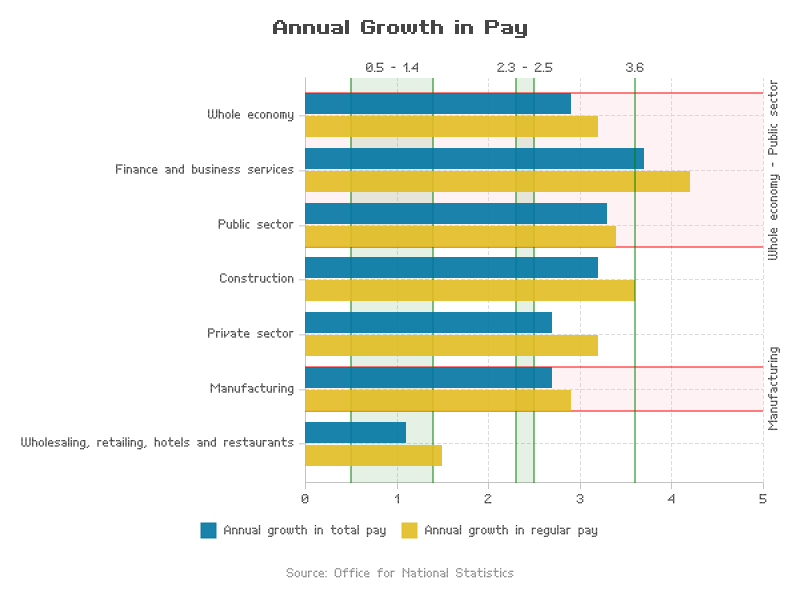 Annual Growth in Pay
0.5 - 1.4
2.3 - 2.5
3.6
Whole economy
Finance and business services
Public sector
Construction
Private sector
Manufacturing
Wholesaling, retailing, hotels and restaurants
Whole economy - Public sector
Manufacturing
0 1 2 3 4 5
Annual growth in total pay
Annual growth in regular pay
Source: Office for National Statistics